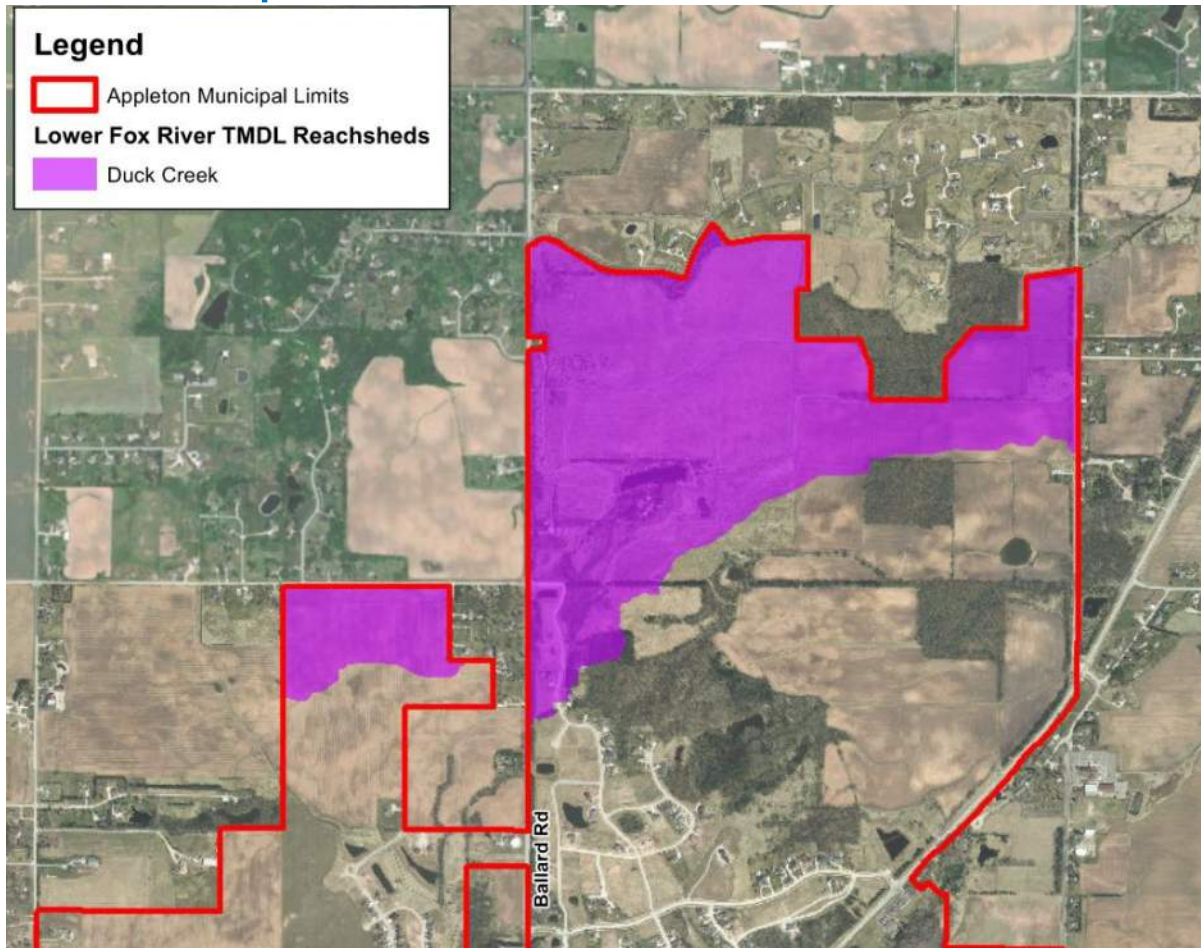 Legend
Appleton Municipal Limits
Lower Fox River TMDL Reachsheds
Duck Creek
Ballard Rd